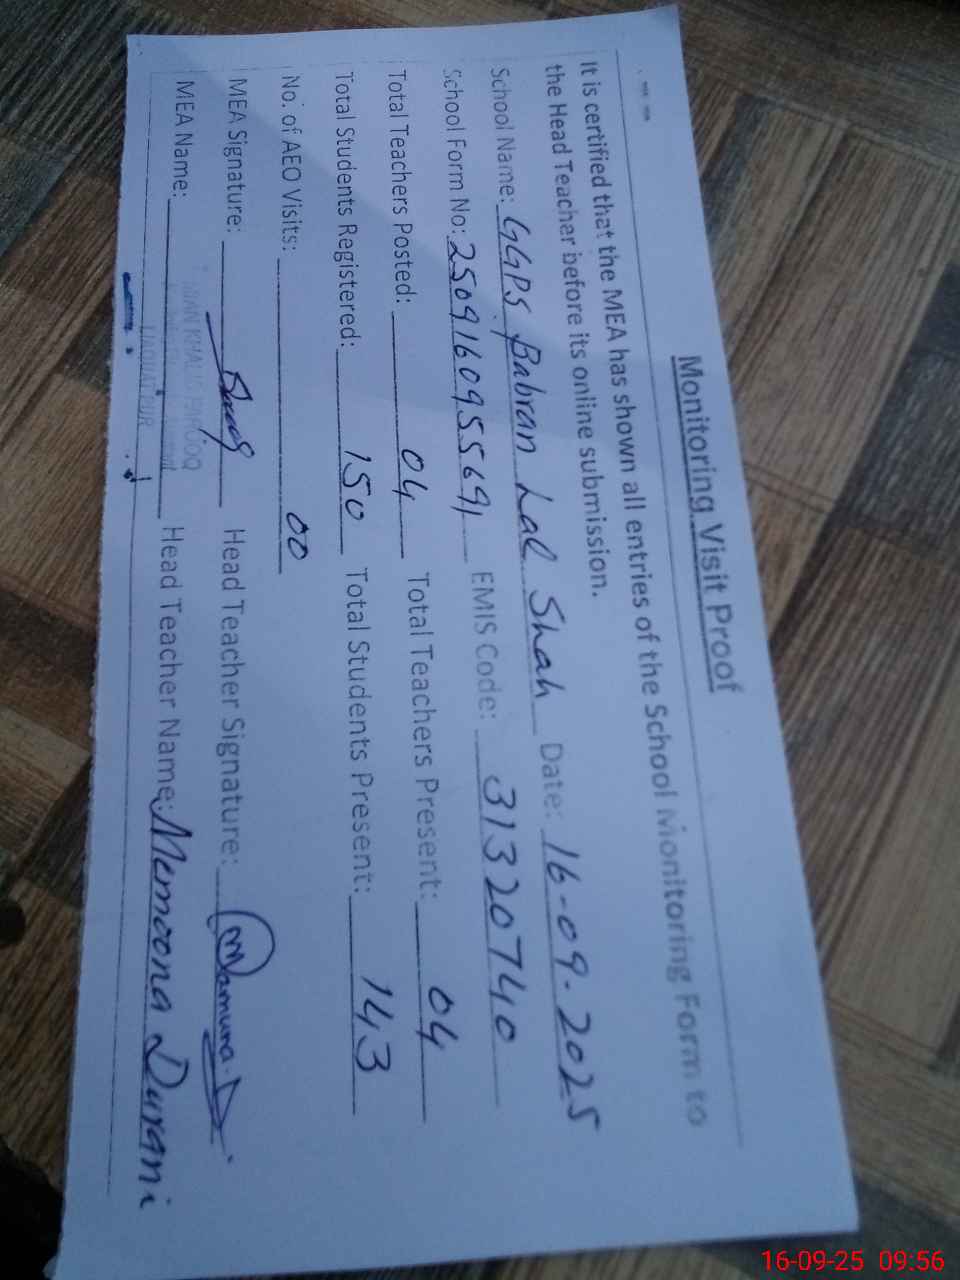 Monitoring Visit Proof
It is certified that the MEA has shown all entries of the School Monitoring Form to
the Head Teacher before its online submission.
School Name: GGPS Babran Lal Shah Date: 16-09-2025
School Form No: 25091609555691 EMIS Code: 31320740
Total Teachers Posted: 04 Total Teachers Present: 04
Total Students Registered: 150 Total Students Present: 143
No. of AEO Visits: 00
MEA Signature: Head Teacher Signature:
MEA Name: Head Teacher Name: Memoona Durani
16-09-25 09:56